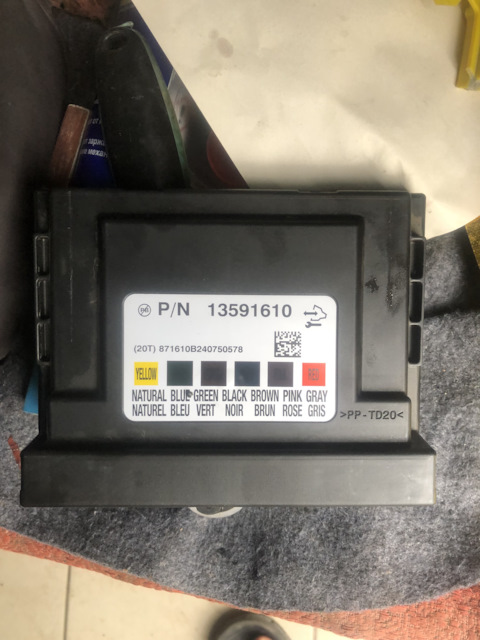 P/N 13591610
(20T) 871610B240750578
YELLOW RED
NATURAL BLUE GREEN BLACK BROWN PINK GRAY
NATUREL BLEU VERT NOIR BRUN ROSE GRIS
>PP-TD20<